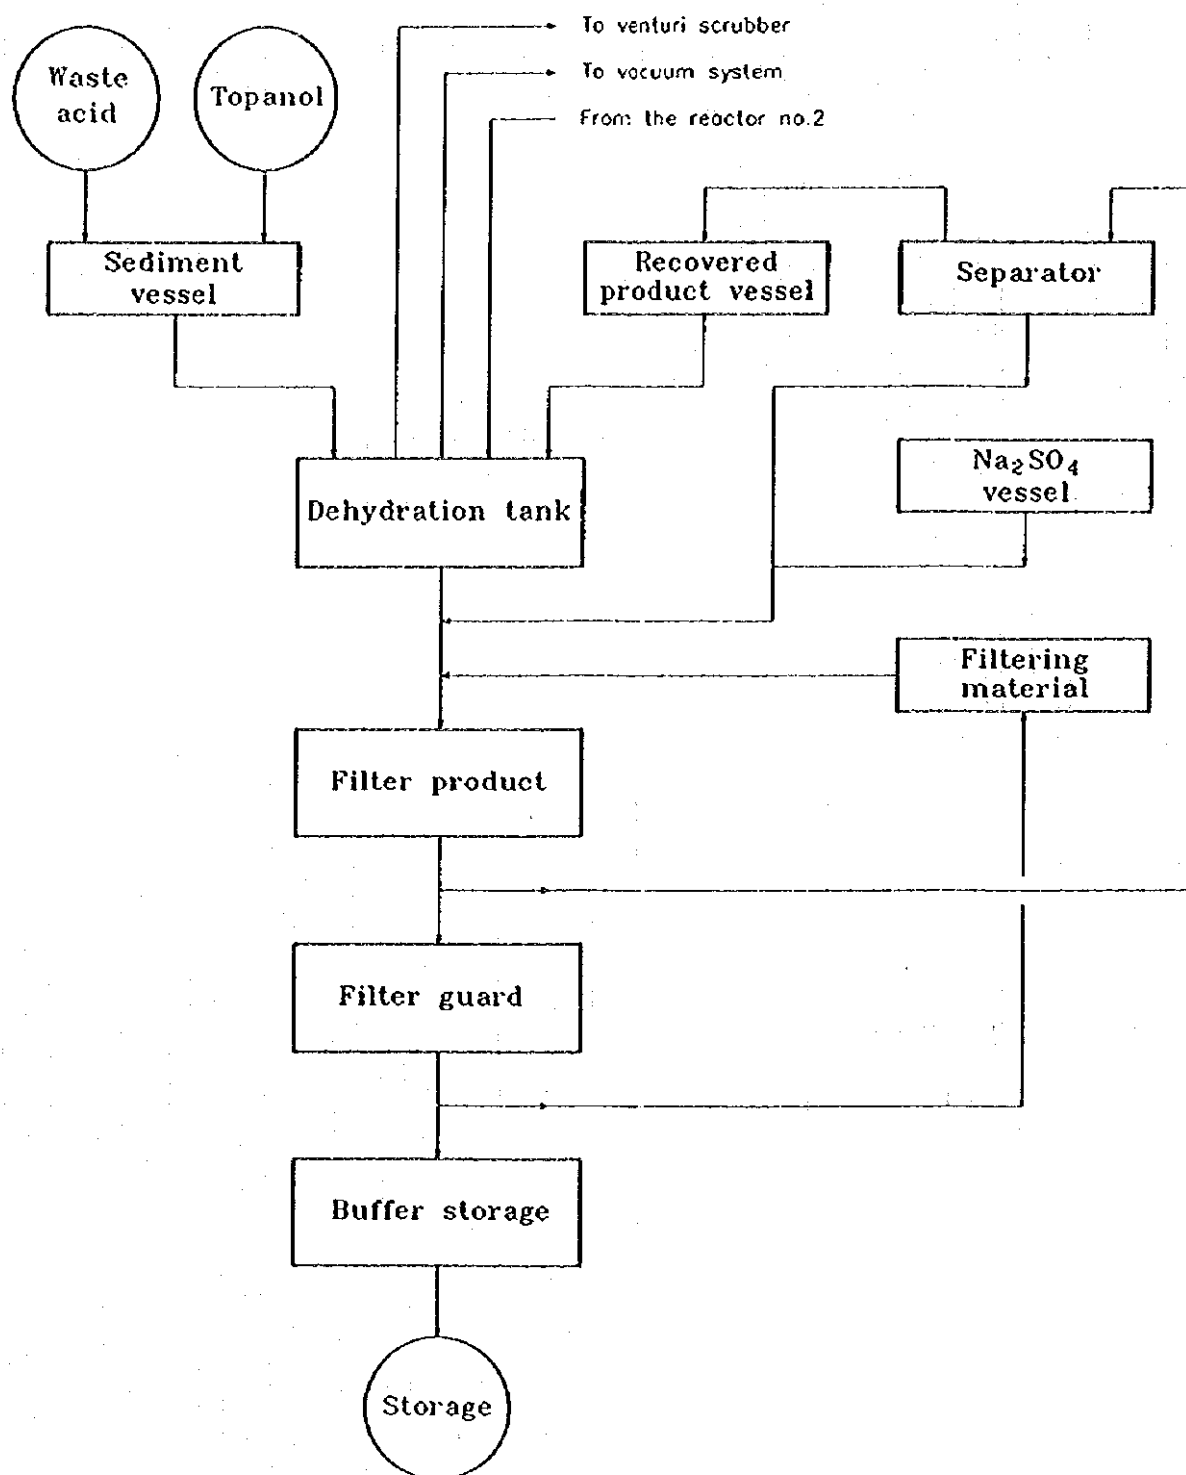 To venturi scrubber
To vacuum system
From the reactor no.2
Waste
acid
Topanol
Sediment
vessel
Recovered
product vessel
Separator
Na₂SO₄
vessel
Dehydration tank
Filtering
material
Filter product
Filter guard
Buffer storage
Storage